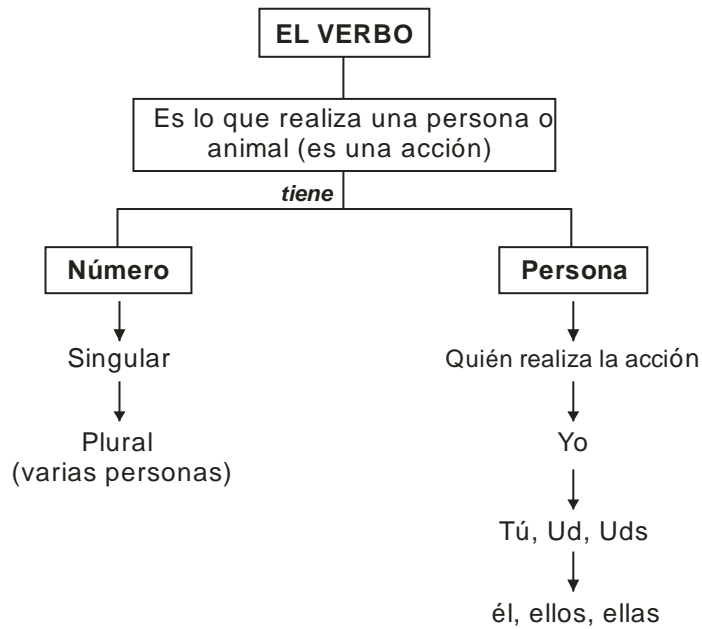 EL VERBO
Es lo que realiza una persona o
animal (es una acción)
tiene
Número
Singular
Plural
(varias personas)
Persona
Quién realiza la acción
Yo
Tú, Ud, Uds
él, ellos, ellas